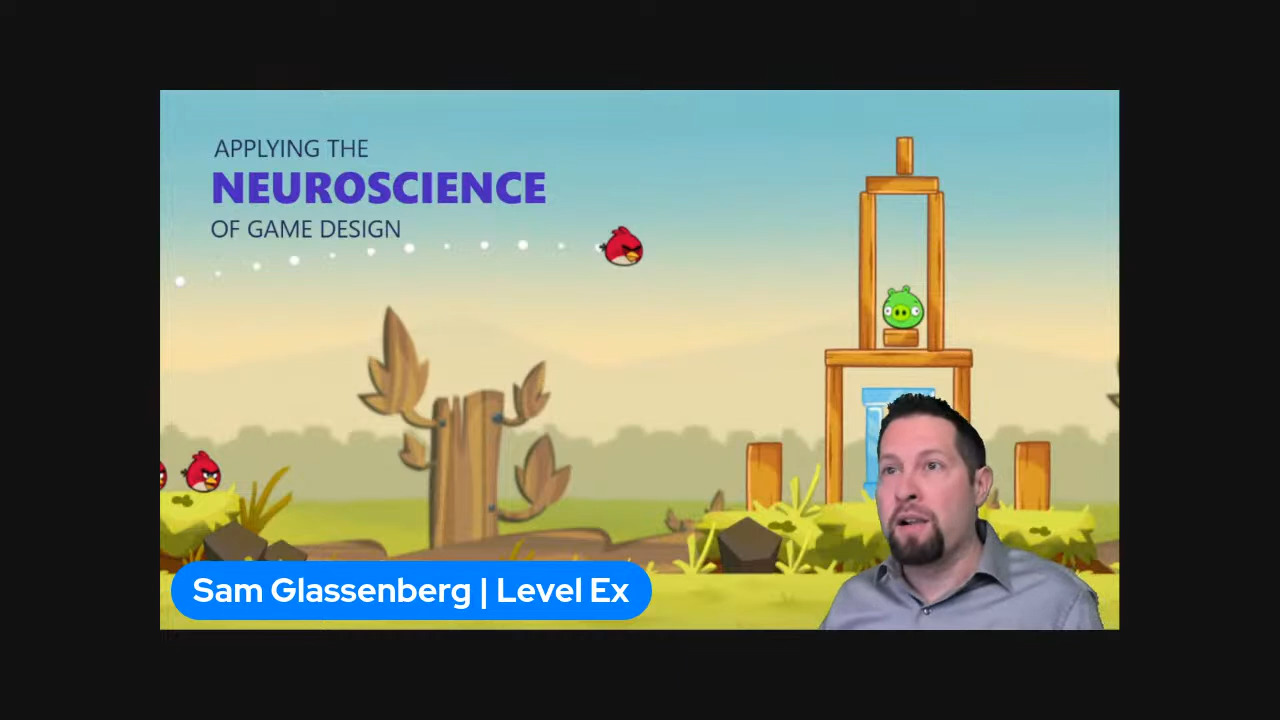 APPLYING THE
NEUROSCIENCE
OF GAME DESIGN
Sam Glassenberg | Level Ex